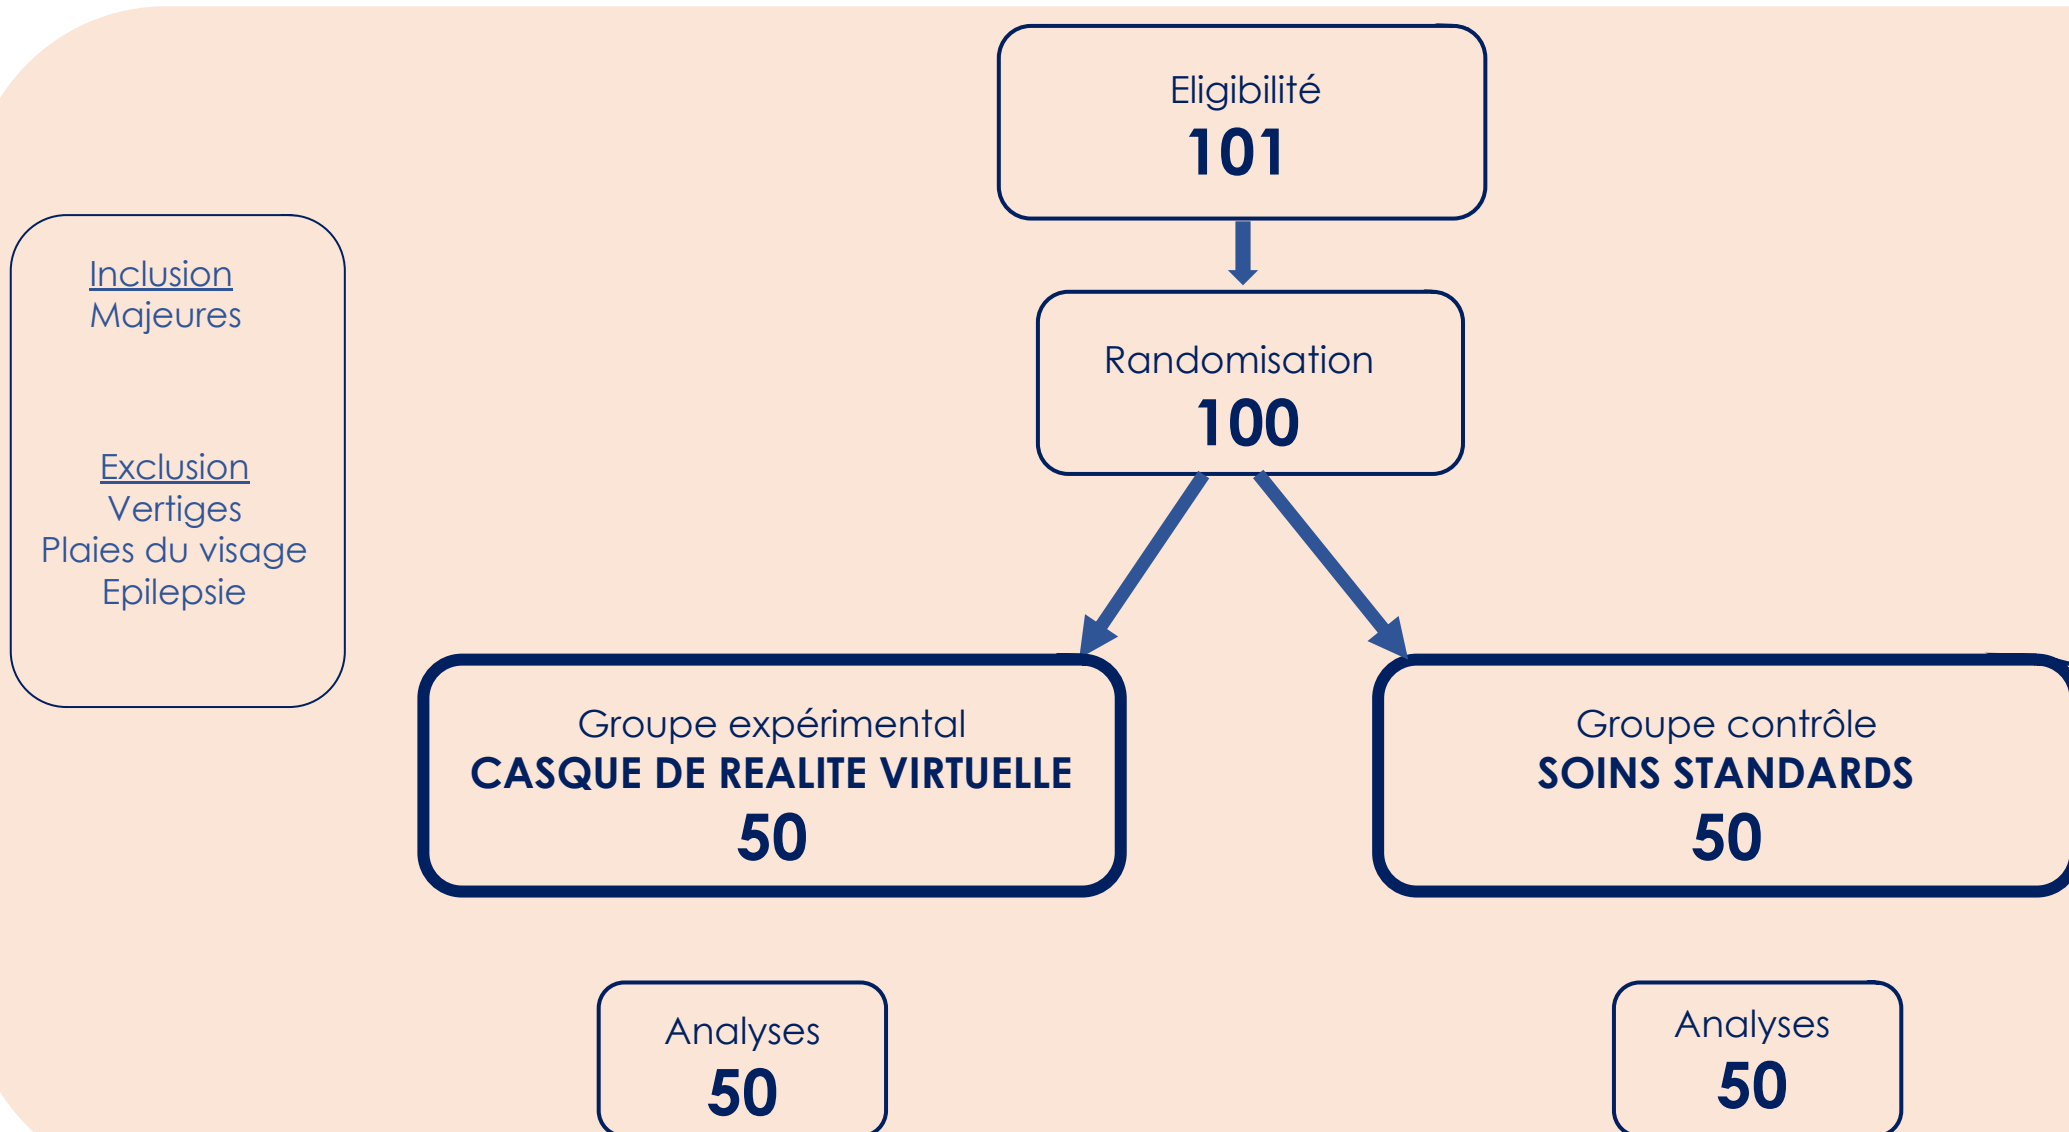 Eligibilité
101
Inclusion
Majeures
Exclusion
Vertiges
Plaies du visage
Epilepsie
Randomisation
100
Groupe expérimental
CASQUE DE REALITE VIRTUELLE
50
Groupe contrôle
SOINS STANDARDS
50
Analyses
50
Analyses
50